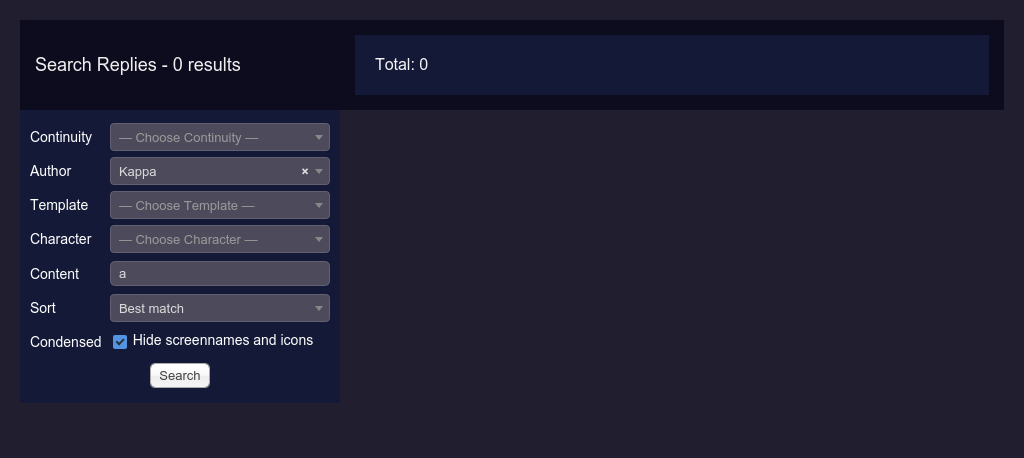 Search Replies - 0 results
Total: 0
Continuity — Choose Continuity —
Author Kappa ×
Template — Choose Template —
Character — Choose Character —
Content a
Sort Best match
Condensed Hide screennames and icons
Search